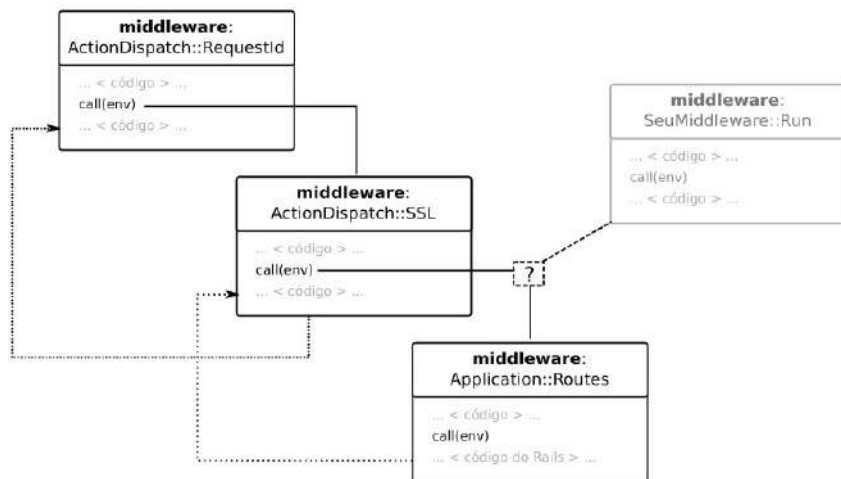 middleware:
ActionDispatch::RequestId
... < código > ...
call(env)
... < código > ...
middleware:
SeuMiddleware::Run
... < código > ...
call(env)
... < código > ...
middleware:
ActionDispatch::SSL
... < código > ...
call(env)
... < código > ...
?
middleware:
Application::Routes
... < código > ...
call(env)
... < código do Rails > ...